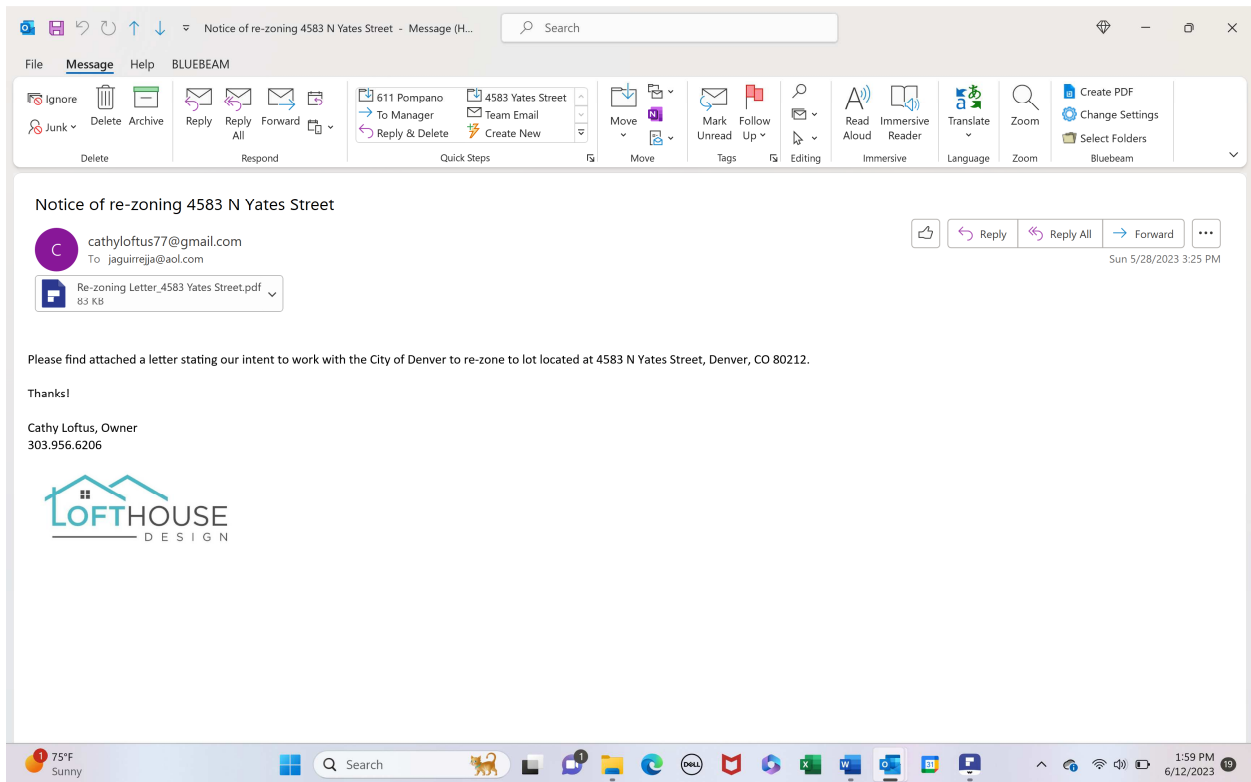 Notice of re-zoning 4583 N Yates Street - Message (H...
Search
File Message Help BLUEBEAM
Ignore
Junk
Delete
Archive
Delete
Reply
Reply All
Forward
Respond
611 Pompano
To Manager
Reply & Delete
4583 Yates Street
Team Email
Create New
Quick Steps
Move
Move
Mark Unread
Follow Up
Tags
Editing
Read Aloud
Immersive Reader
Immersive
Translate
Language
Zoom
Zoom
Create PDF
Change Settings
Select Folders
Bluebeam
Notice of re-zoning 4583 N Yates Street
C
cathyloftus77@gmail.com
To jaguirrejja@aol.com
Reply
Reply All
Forward
Sun 5/28/2023 3:25 PM
Re-zoning Letter_4583 Yates Street.pdf
83 KB
Please find attached a letter stating our intent to work with the City of Denver to re-zone to lot located at 4583 N Yates Street, Denver, CO 80212.
Thanks!
Cathy Loftus, Owner
303.956.6206
LOFTHOUSE
DESIGN
1
75°F
Sunny
Search
1
DELL
31
1:59 PM
6/12/2023
19